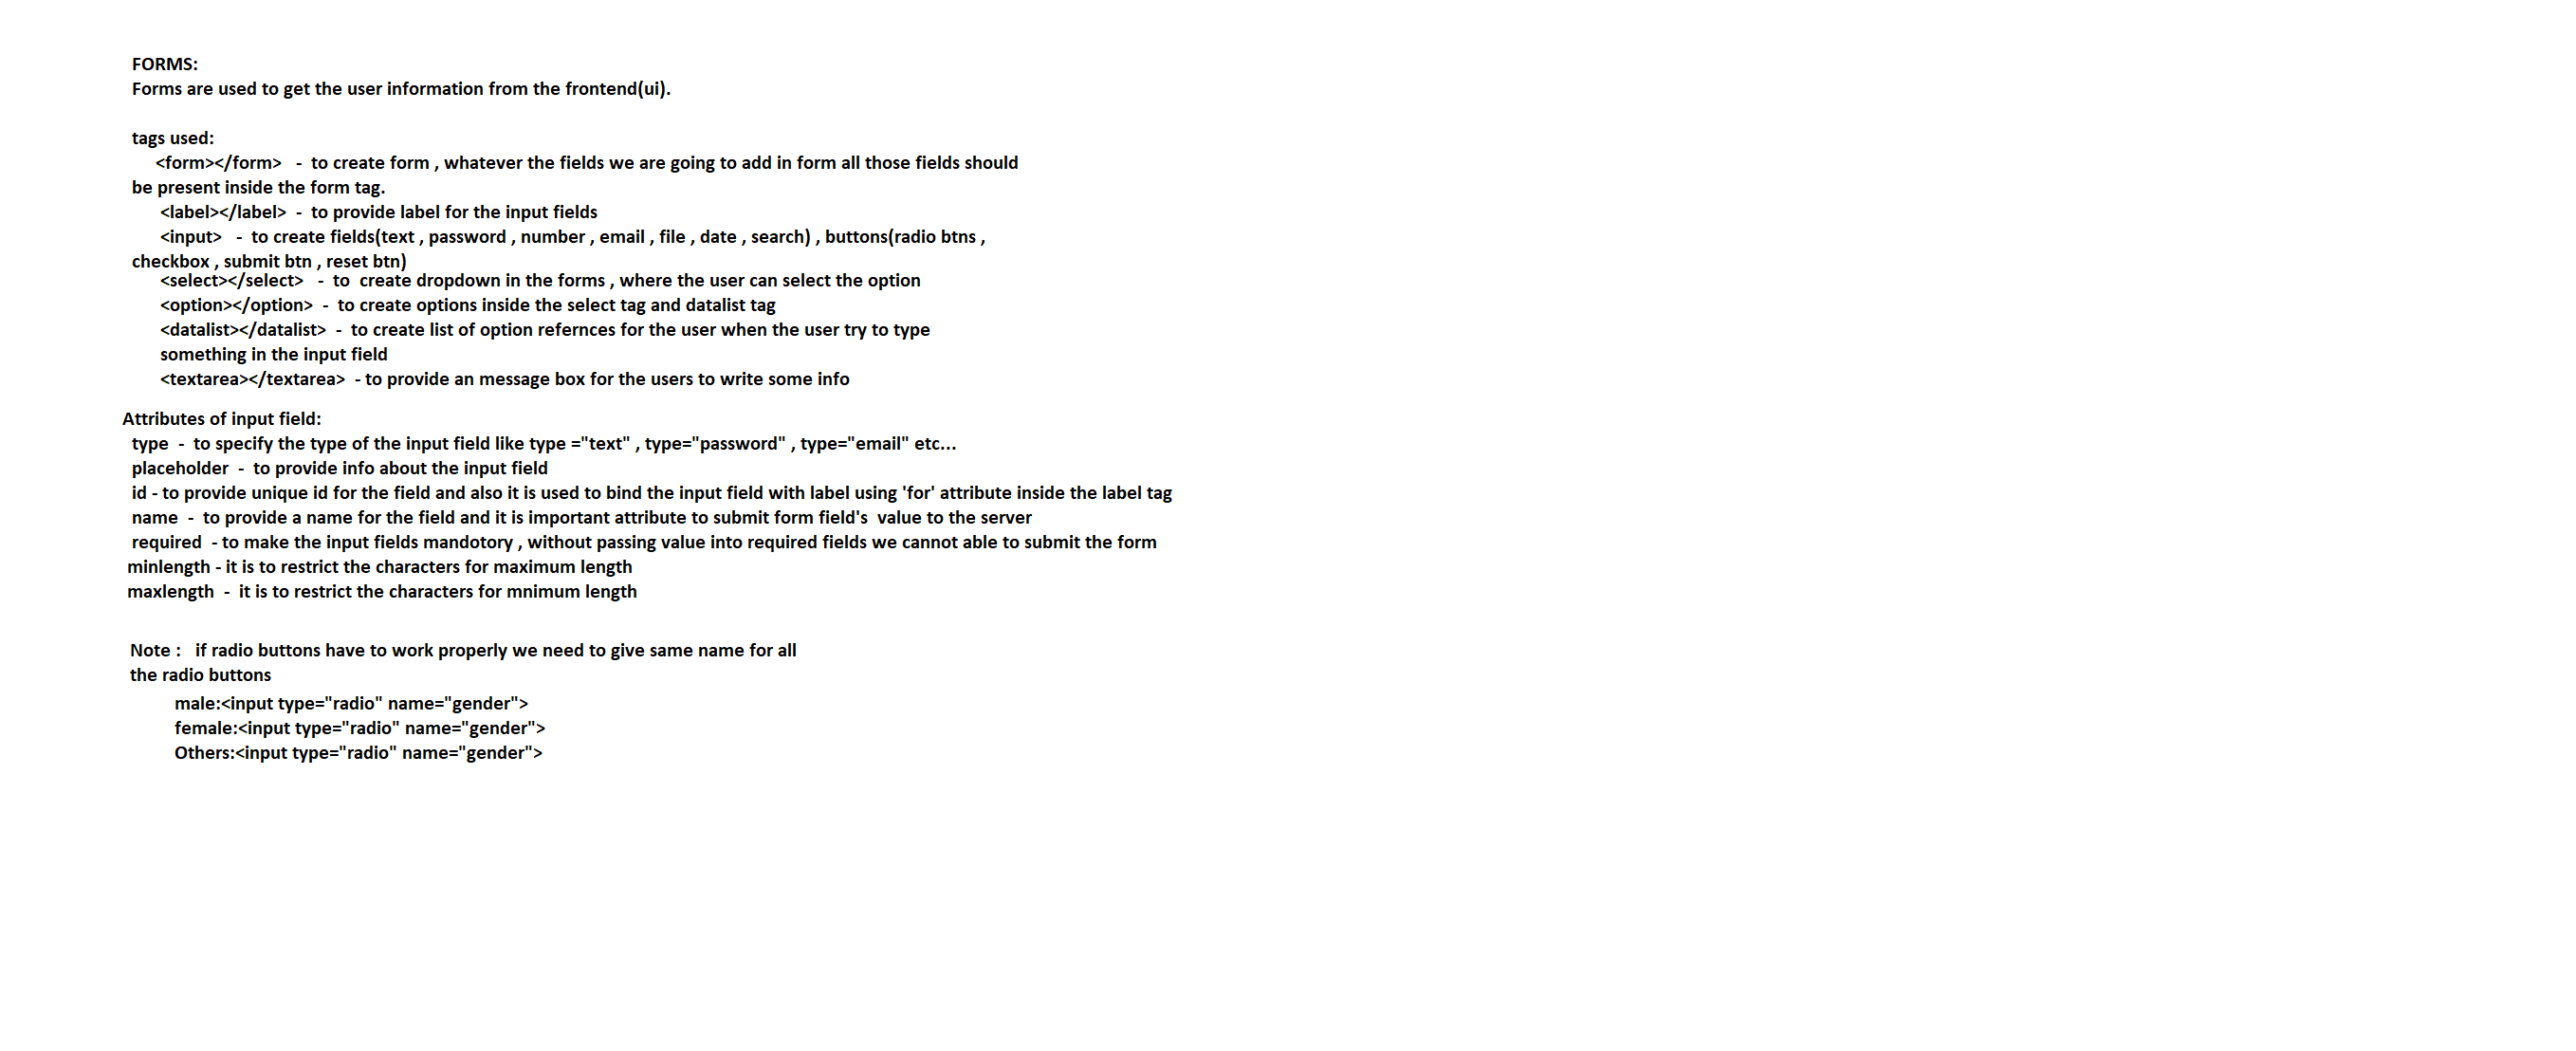 FORMS:
Forms are used to get the user information from the frontend(ui).
tags used:
<form></form> - to create form , whatever the fields we are going to add in form all those fields should
be present inside the form tag.
<label></label> - to provide label for the input fields
<input> - to create fields(text , password , number , email , file , date , search) , buttons(radio btns ,
checkbox , submit btn , reset btn)
<select></select> - to create dropdown in the forms , where the user can select the option
<option></option> - to create options inside the select tag and datalist tag
<datalist></datalist> - to create list of option refernces for the user when the user try to type
something in the input field
<textarea></textarea> - to provide an message box for the users to write some info
Attributes of input field:
type - to specify the type of the input field like type ="text" , type="password" , type="email" etc...
placeholder - to provide info about the input field
id - to provide unique id for the field and also it is used to bind the input field with label using 'for' attribute inside the label tag
name - to provide a name for the field and it is important attribute to submit form field's value to the server
required - to make the input fields mandotory , without passing value into required fields we cannot able to submit the form
minlength - it is to restrict the characters for maximum length
maxlength - it is to restrict the characters for mnimum length
Note : if radio buttons have to work properly we need to give same name for all
the radio buttons
male:<input type="radio" name="gender">
female:<input type="radio" name="gender">
Others:<input type="radio" name="gender">